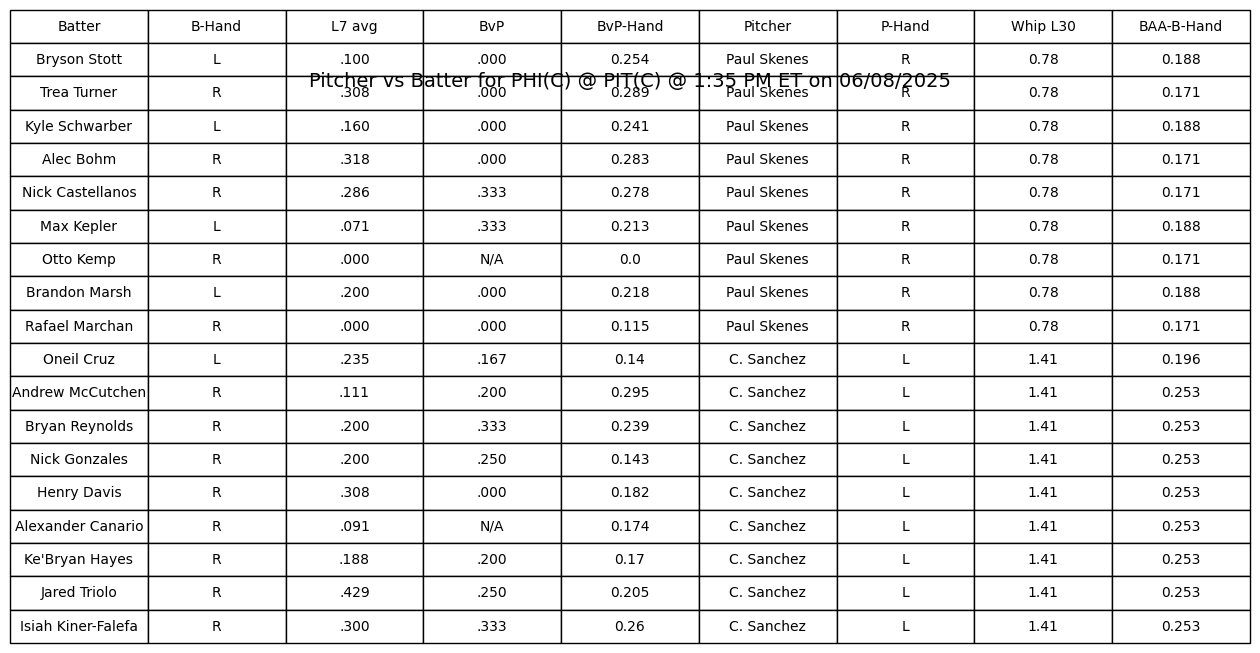 Batter B-Hand L7 avg BvP BvP-Hand Pitcher P-Hand Whip L30 BAA-B-Hand
Bryson Stott L .100 .000 0.254 Paul Skenes R 0.78 0.188
Pitcher vs Batter for PHI(C) @ PIT(C) @ 1:35 PM ET on 06/08/2025
Trea Turner R .308 .000 0.289 Paul Skenes R 0.78 0.171
Kyle Schwarber L .160 .000 0.241 Paul Skenes R 0.78 0.188
Alec Bohm R .318 .000 0.283 Paul Skenes R 0.78 0.171
Nick Castellanos R .286 .333 0.278 Paul Skenes R 0.78 0.171
Max Kepler L .071 .333 0.213 Paul Skenes R 0.78 0.188
Otto Kemp R .000 N/A 0.0 Paul Skenes R 0.78 0.171
Brandon Marsh L .200 .000 0.218 Paul Skenes R 0.78 0.188
Rafael Marchan R .000 .000 0.115 Paul Skenes R 0.78 0.171
Oneil Cruz L .235 .167 0.14 C. Sanchez L 1.41 0.196
Andrew McCutchen R .111 .200 0.295 C. Sanchez L 1.41 0.253
Bryan Reynolds R .200 .333 0.239 C. Sanchez L 1.41 0.253
Nick Gonzales R .200 .250 0.143 C. Sanchez L 1.41 0.253
Henry Davis R .308 .000 0.182 C. Sanchez L 1.41 0.253
Alexander Canario R .091 N/A 0.174 C. Sanchez L 1.41 0.253
Ke'Bryan Hayes R .188 .200 0.17 C. Sanchez L 1.41 0.253
Jared Triolo R .429 .250 0.205 C. Sanchez L 1.41 0.253
Isiah Kiner-Falefa R .300 .333 0.26 C. Sanchez L 1.41 0.253